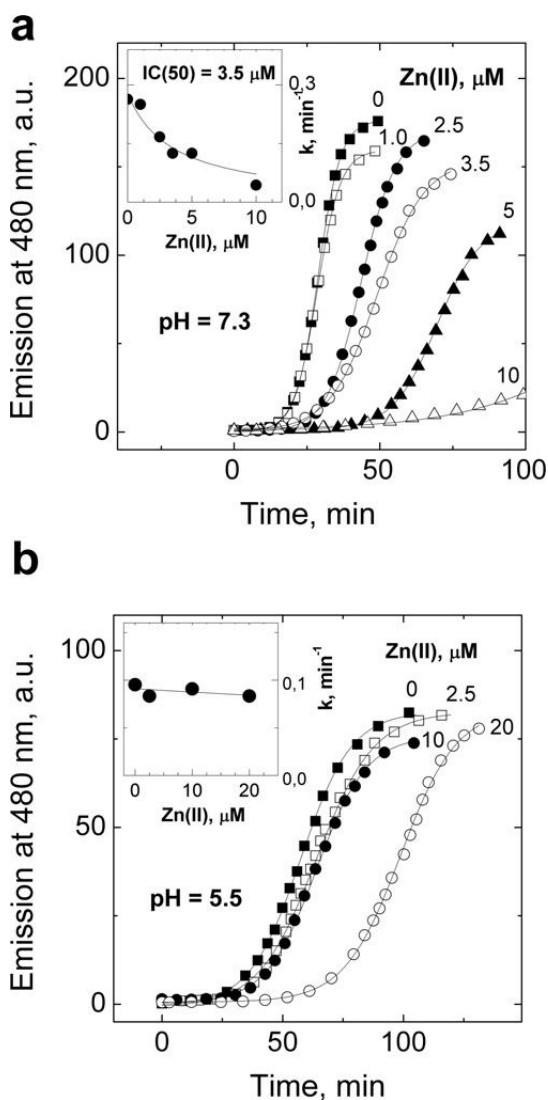 a
200
100
0
Emission at 480 nm, a.u.
IC(50) = 3.5 μM
0,3
0,0
k, min⁻¹
0 5 10
Zn(II), μM
Zn(II), μM
0
1.0
2.5
3.5
5
10
pH = 7.3
0 50 100
Time, min
b
100
50
0
Emission at 480 nm, a.u.
0,1
0,0
k, min⁻¹
0 10 20
Zn(II), μM
Zn(II), μM
0
2.5
10
20
pH = 5.5
0 50 100
Time, min